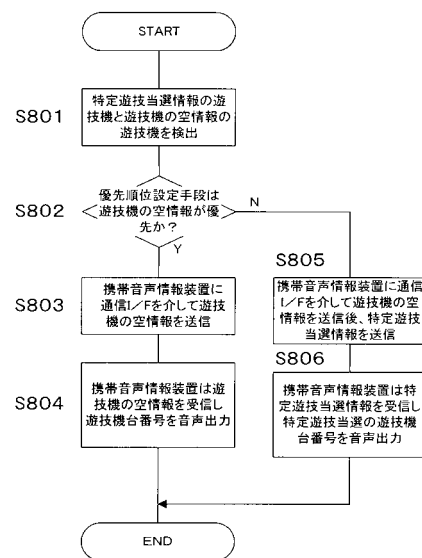 START
S801
特定遊技当選情報の遊
技機と遊技機の空情報の
遊技機を検出
S802
優先順位設定手段は
遊技機の空情報が優
先か？
N
Y
S803
携帯音声情報装置に
通信I／Fを介して遊技
機の空情報を送信
S804
携帯音声情報装置は遊
技機の空情報を受信し
遊技機台番号を音声出力
S805
携帯音声情報装置に通信
I／Fを介して遊技機の空
情報を送信後、特定遊技
当選情報を送信
S806
携帯音声情報装置は特
定遊技当選情報を受信し
特定遊技当選の遊技機
台番号を音声出力
END